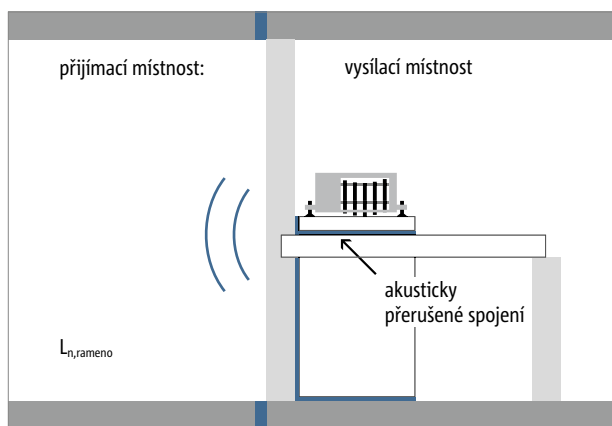 přijímací místnost:
vysílací místnost
akusticky
přerušené spojení
Ln,rameno